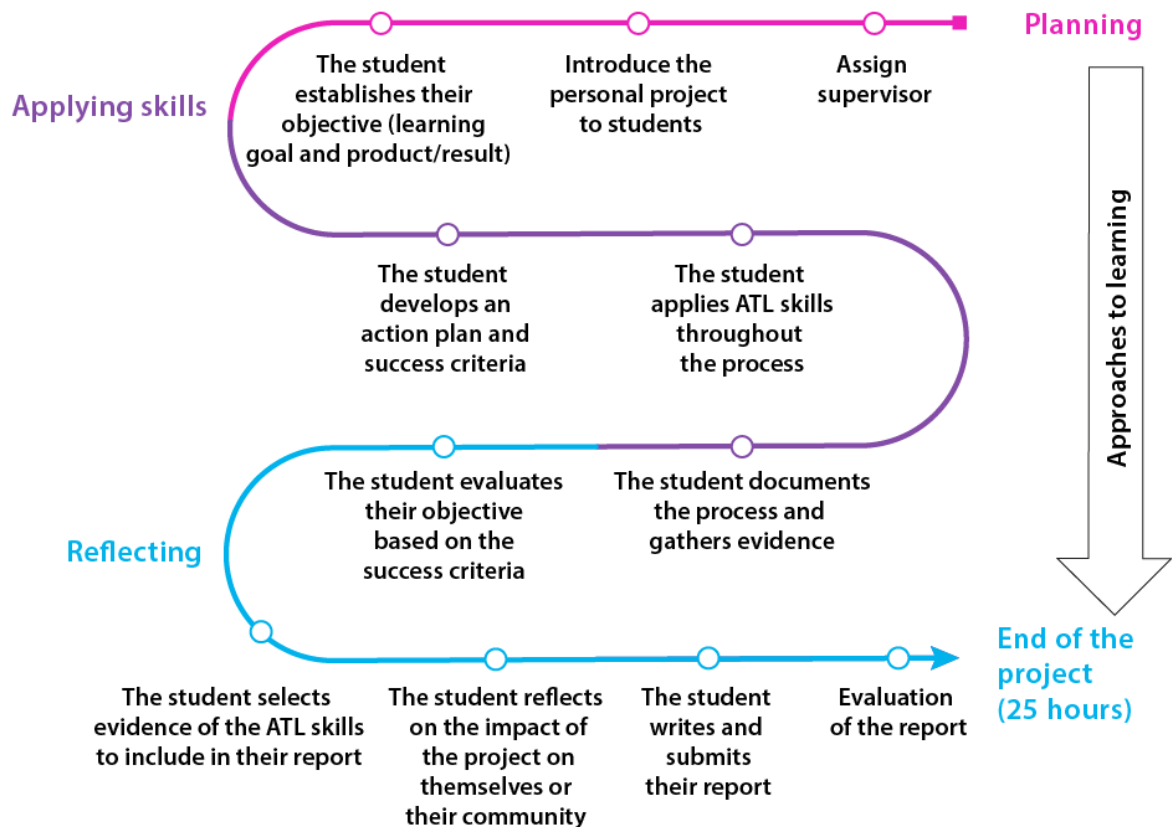 Planning
Assign
supervisor
Introduce the
personal project
to students
The student
establishes their
objective (learning
goal and product/result)
Applying skills
The student
develops an
action plan and
success criteria
The student
applies ATL skills
throughout
the process
The student documents
the process and
gathers evidence
The student evaluates
their objective
based on the
success criteria
Reflecting
The student selects
evidence of the ATL skills
to include in their report
The student reflects
on the impact of
the project on
themselves or
their community
The student
writes and
submits
their report
Evaluation
of the report
End of the
project
(25 hours)
Approaches to learning